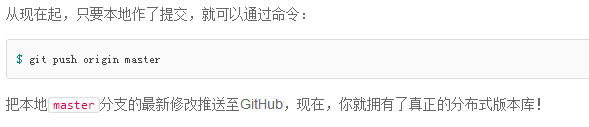 从现在起，只要本地作了提交，就可以通过命令：
$ git push origin master
把本地master分支的最新修改推送至GitHub，现在，你就拥有了真正的分布式版本库！